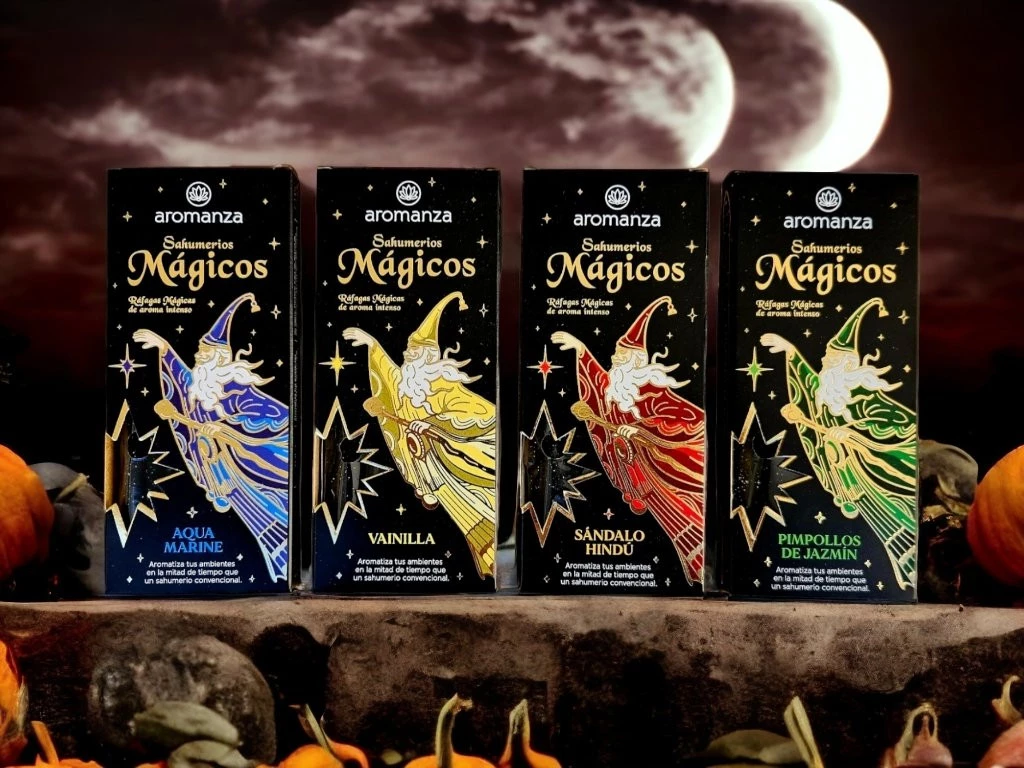 aromanza
Sahumerios
Mágicos
Ráfagas Mágicas
de aroma intenso
AQUA
MARINE
Aromatiza tus ambientes
en la mitad de tiempo que
un sahumerio convencional.
aromanza
Sahumerios
Mágicos
Ráfagas Mágicas
de aroma intenso
VAINILLA
Aromatiza tus ambientes
en la mitad de tiempo que
un sahumerio convencional.
aromanza
Sahumerios
Mágicos
Ráfagas Mágicas
de aroma intenso
SÁNDALO
HINDÚ
Aromatiza tus ambientes
en la mitad de tiempo que
un sahumerio convencional.
aromanza
Sahumerios
Mágicos
Ráfagas Mágicas
de aroma intenso
PIMPOLLOS
DE JAZMÍN
Aromatiza tus ambientes
en la mitad de tiempo que
un sahumerio convencional.